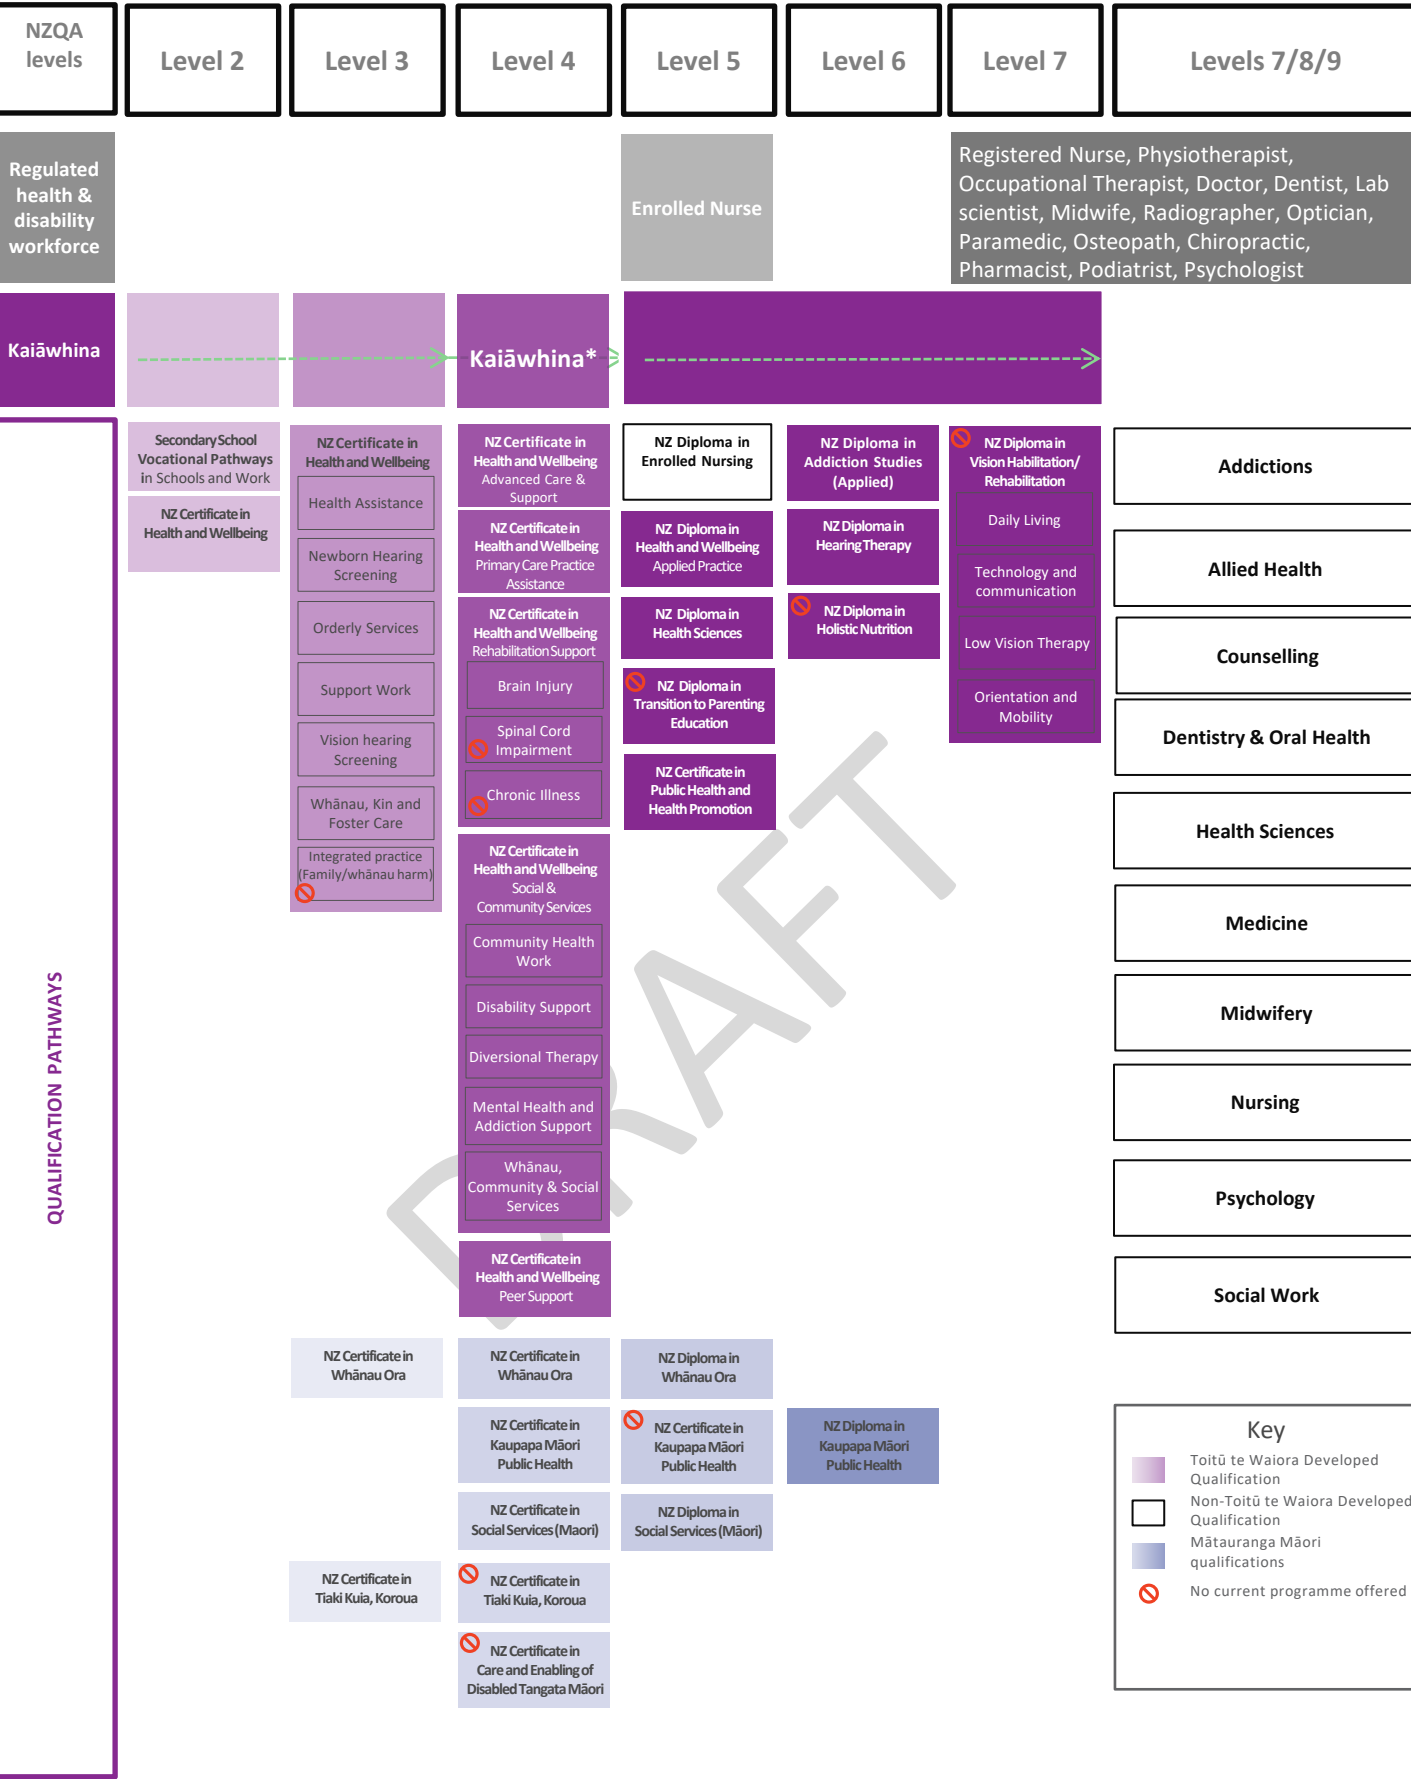 NZQA
levels
Level 2
Level 3
Level 4
Level 5
Level 6
Level 7
Levels 7/8/9
Regulated
health &
disability
workforce
Enrolled Nurse
Registered Nurse, Physiotherapist,
Occupational Therapist, Doctor, Dentist, Lab
scientist, Midwife, Radiographer, Optician,
Paramedic, Osteopath, Chiropractic,
Pharmacist, Podiatrist, Psychologist
Kaiāwhina
Kaiāwhina*
QUALIFICATION PATHWAYS
Secondary School
Vocational Pathways
in Schools and Work
NZ Certificate in
Health and Wellbeing
NZ Certificate in
Health and Wellbeing
Health Assistance
Newborn Hearing
Screening
Orderly Services
Support Work
Vision hearing
Screening
Whānau, Kin and
Foster Care
Integrated practice
(Family/whānau harm)
NZ Certificate in
Health and Wellbeing
Advanced Care &
Support
NZ Certificate in
Health and Wellbeing
Primary Care Practice
Assistance
NZ Certificate in
Health and Wellbeing
Rehabilitation Support
Brain Injury
Spinal Cord
Impairment
Chronic Illness
NZ Certificate in
Health and Wellbeing
Social &
Community Services
Community Health
Work
Disability Support
Diversional Therapy
Mental Health and
Addiction Support
Whānau,
Community & Social
Services
NZ Certificate in
Health and Wellbeing
Peer Support
NZ Diploma in
Enrolled Nursing
NZ Diploma in
Health and Wellbeing
Applied Practice
NZ Diploma in
Health Sciences
NZ Diploma in
Transition to Parenting
Education
NZ Certificate in
Public Health and
Health Promotion
NZ Diploma in
Addiction Studies
(Applied)
NZ Diploma in
Hearing Therapy
NZ Diploma in
Holistic Nutrition
NZ Diploma in
Vision Habilitation/
Rehabilitation
Daily Living
Technology and
communication
Low Vision Therapy
Orientation and
Mobility
Addictions
Allied Health
Counselling
Dentistry & Oral Health
Health Sciences
Medicine
Midwifery
Nursing
Psychology
Social Work
DRAFT
NZ Certificate in
Whānau Ora
NZ Certificate in
Whānau Ora
NZ Diploma in
Whānau Ora
NZ Certificate in
Kaupapa Māori
Public Health
NZ Certificate in
Kaupapa Māori
Public Health
NZ Diploma in
Kaupapa Māori
Public Health
NZ Certificate in
Social Services (Maori)
NZ Diploma in
Social Services (Māori)
NZ Certificate in
Tiaki Kuia, Koroua
NZ Certificate in
Tiaki Kuia, Koroua
NZ Certificate in
Care and Enabling of
Disabled Tangata Māori
Key
Toitū te Waiora Developed
Qualification
Non-Toitū te Waiora Developed
Qualification
Mātauranga Māori
qualifications
No current programme offered